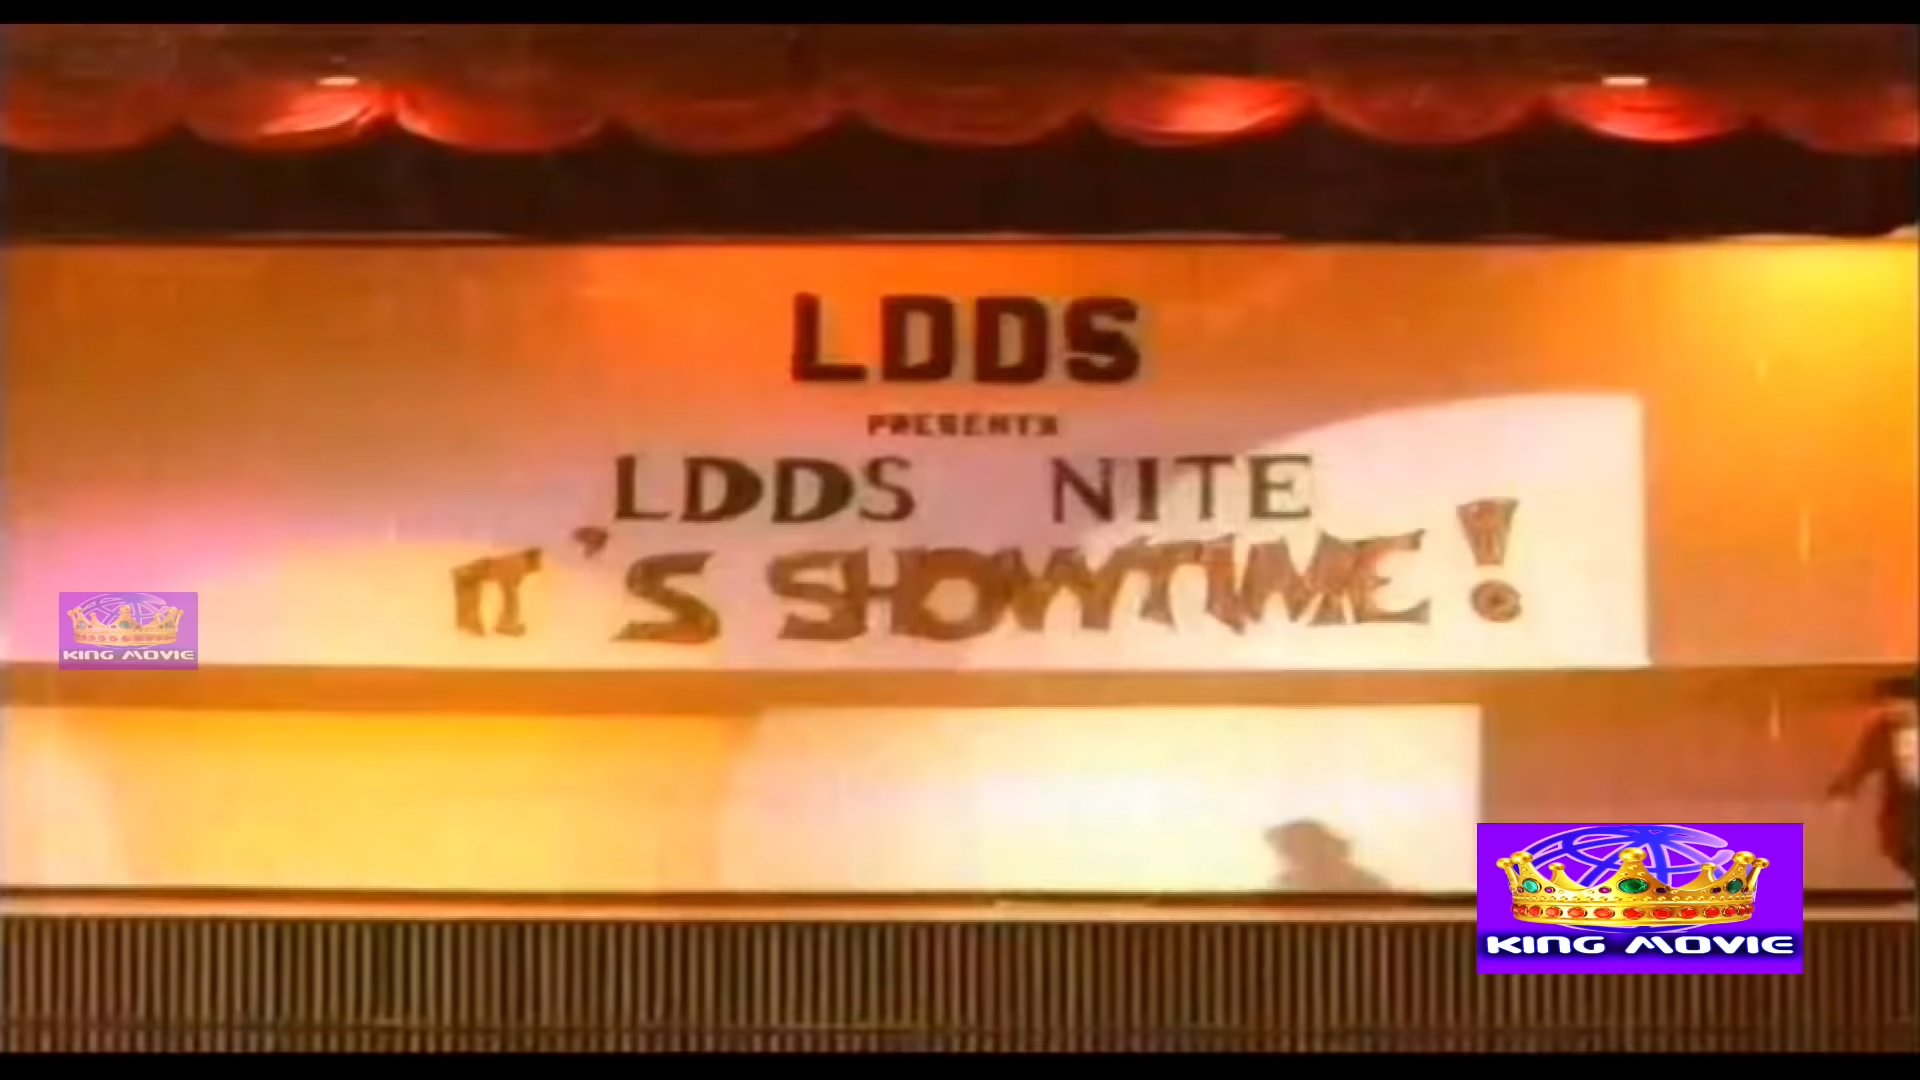 LDDS
PRESENTS
LDDS NITE
IT'S SHOWTIME!
KING MOVIE
KING MOVIE